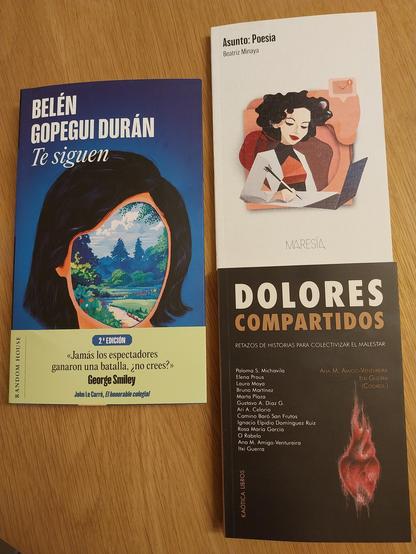 BELÉN
GOPEGUI DURÁN
Te siguen
2.ª EDICIÓN
«Jamás los espectadores
ganaron una batalla, ¿no crees?»
George Smiley
John Le Carré, El honorable colegial
RANDOM HOUSE
Asunto: Poesía
Beatriz Minaya
MARESÍA
DOLORES
COMPARTIDOS
RETAZOS DE HISTORIAS PARA COLECTIVIZAR EL MALESTAR
Paloma S. Michavila
Elena Prous
Laura Moya
Bruno Martínez
Marta Plaza
Gustavo A. Díaz G.
Ari A. Celoria
Camino Baró San Frutos
Ignacio Elpidio Domínguez Ruiz
Rosa María García
O Rabelo
Ana M. Amigo-Ventureira
Itxi Guerra
Ana M. Amigo-Ventureira
Itxi Guerra
(Coords.)
KAÓTICA LIBROS